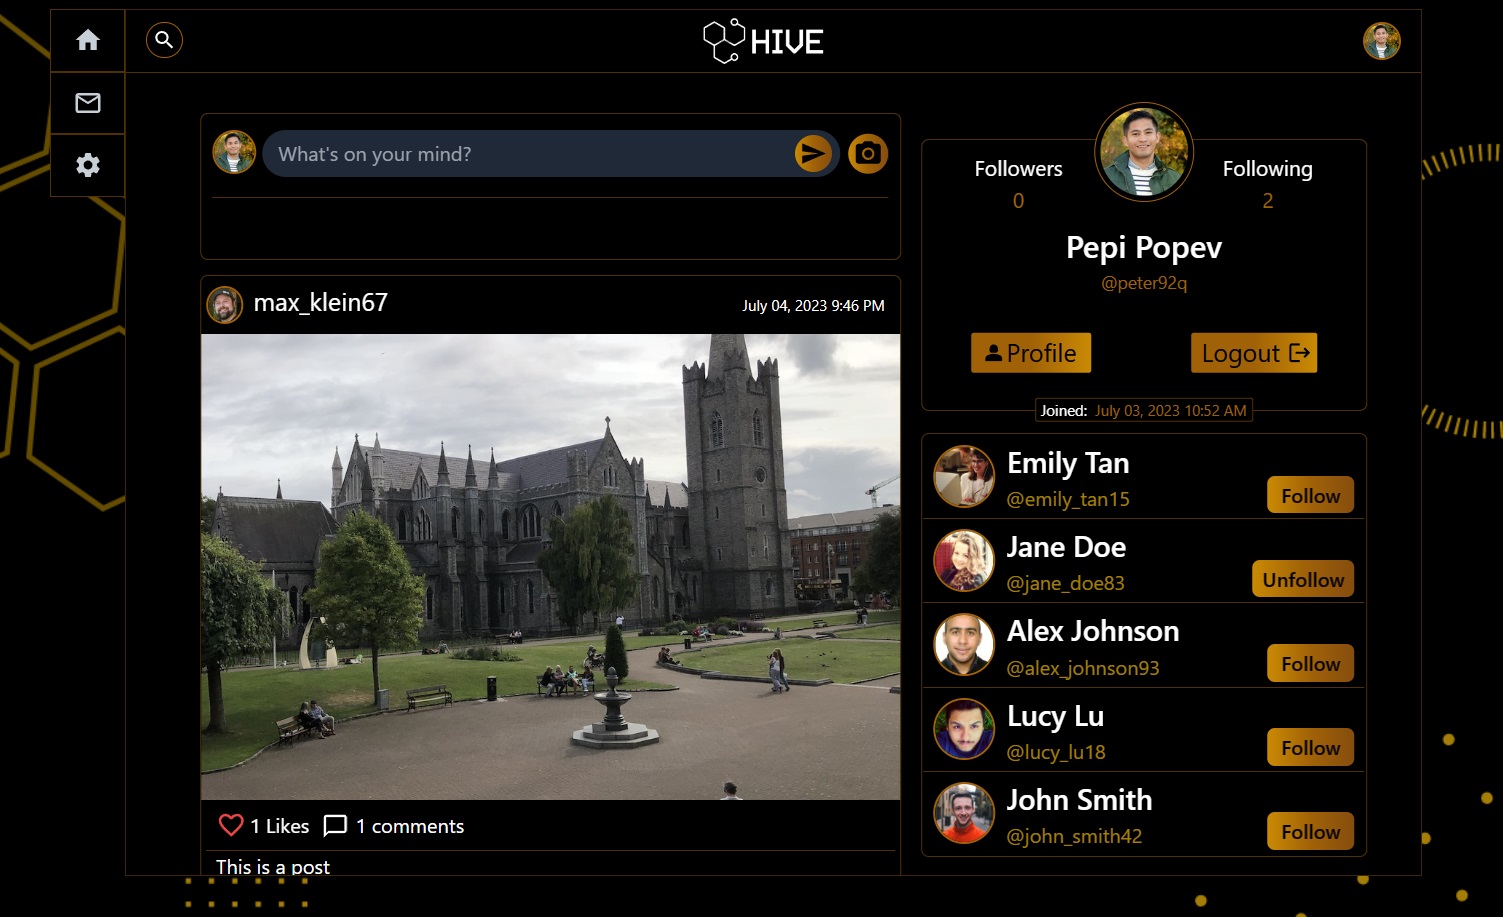 HIVE
What's on your mind?
max_klein67
July 04, 2023 9:46 PM
1 Likes
1 comments
This is a post
Followers
0
Following
2
Pepi Popev
@peter92q
Profile
Logout
Joined: July 03, 2023 10:52 AM
Emily Tan
@emily_tan15
Follow
Jane Doe
@jane_doe83
Unfollow
Alex Johnson
@alex_johnson93
Follow
Lucy Lu
@lucy_lu18
Follow
John Smith
@john_smith42
Follow